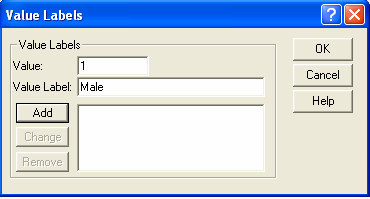 Value Labels
Value Labels
Value: 1
OK
Value Label: Male
Cancel
Add
Help
Change
Remove